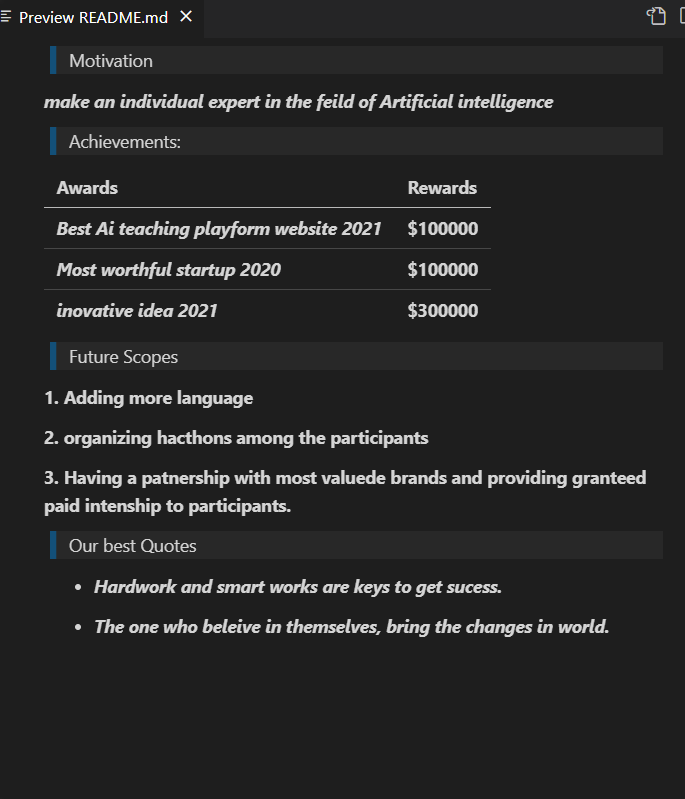 Preview README.md
Motivation
make an individual expert in the feild of Artificial intelligence
Achievements:
Awards Rewards
Best Ai teaching playform website 2021 $100000
Most worthful startup 2020 $100000
inovative idea 2021 $300000
Future Scopes
1. Adding more language
2. organizing hacthons among the participants
3. Having a patnership with most valuede brands and providing granteed
paid intenship to participants.
Our best Quotes
• Hardwork and smart works are keys to get sucess.
• The one who beleive in themselves, bring the changes in world.